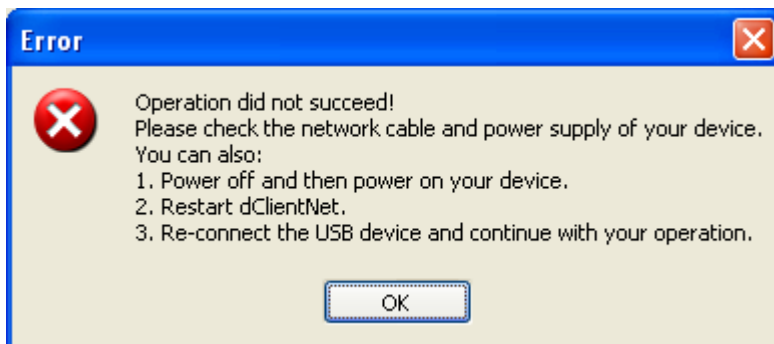 Error
Operation did not succeed!
Please check the network cable and power supply of your device.
You can also:
1. Power off and then power on your device.
2. Restart dClientNet.
3. Re-connect the USB device and continue with your operation.
OK